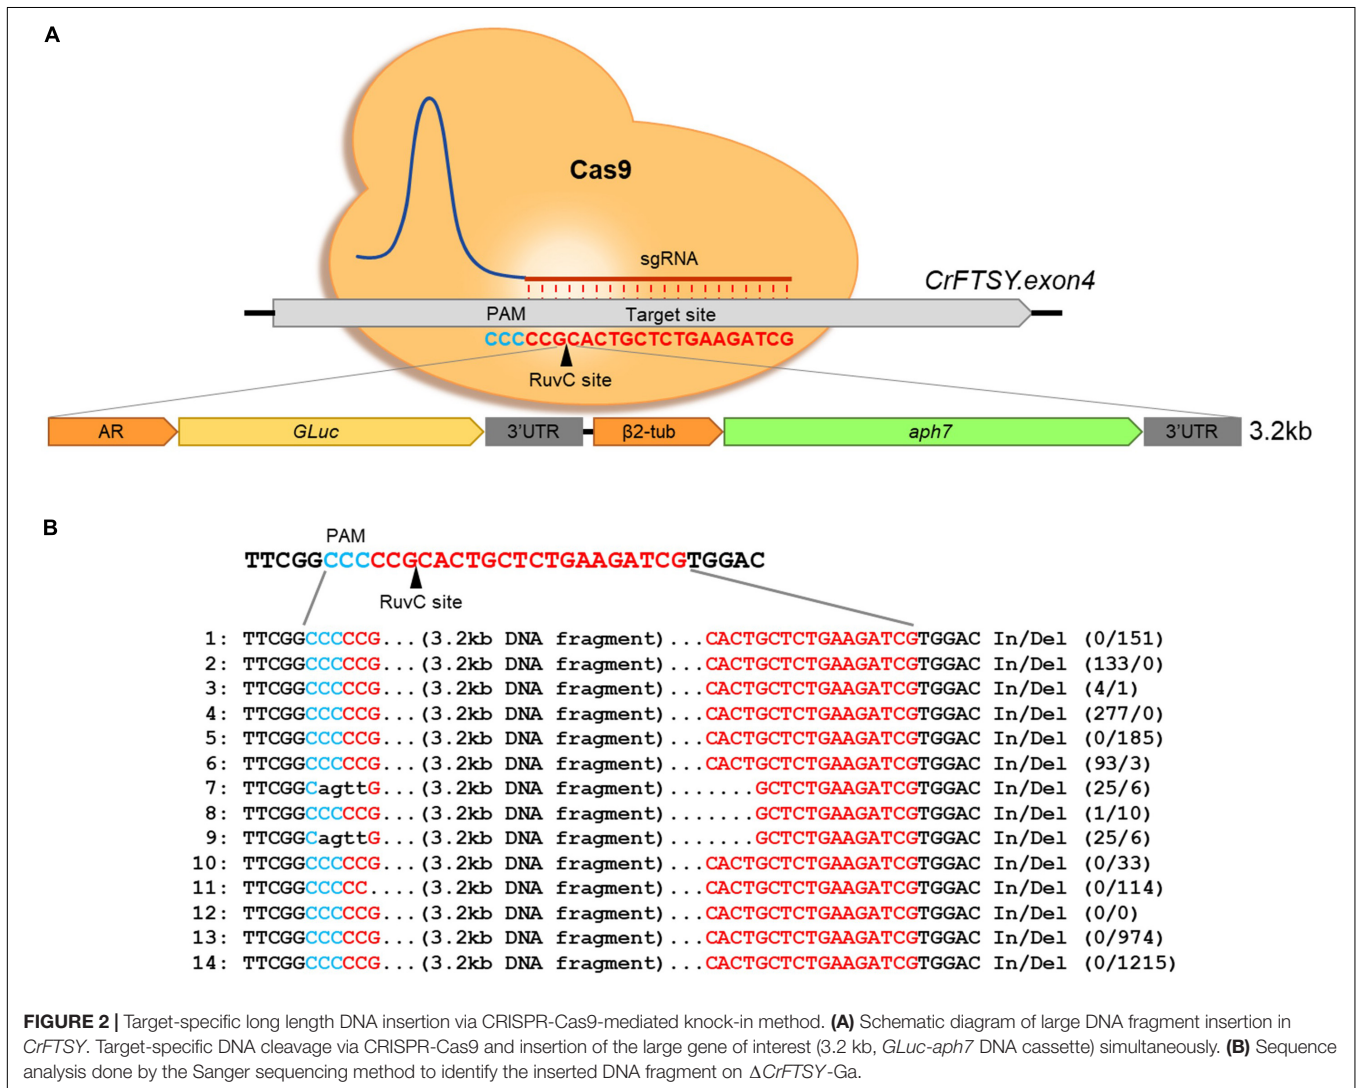 A
Cas9
sgRNA
CrFTSY.exon4
PAM Target site
CCCCCGCACTGCTCTGAAGATCG
RuvC site
AR GLuc 3'UTR β2-tub aph7 3'UTR 3.2kb
B
PAM
TTCGGCCCCCGCACTGCTCTGAAGATCGTGGAC
RuvC site
1: TTCGGCCCCCG...(3.2kb DNA fragment)...CACTGCTCTGAAGATCGTGGAC In/Del (0/151)
2: TTCGGCCCCCG...(3.2kb DNA fragment)...CACTGCTCTGAAGATCGTGGAC In/Del (133/0)
3: TTCGGCCCCCG...(3.2kb DNA fragment)...CACTGCTCTGAAGATCGTGGAC In/Del (4/1)
4: TTCGGCCCCCG...(3.2kb DNA fragment)...CACTGCTCTGAAGATCGTGGAC In/Del (277/0)
5: TTCGGCCCCCG...(3.2kb DNA fragment)...CACTGCTCTGAAGATCGTGGAC In/Del (0/185)
6: TTCGGCCCCCG...(3.2kb DNA fragment)...CACTGCTCTGAAGATCGTGGAC In/Del (93/3)
7: TTCGGCagttG...(3.2kb DNA fragment).......GCTCTGAAGATCGTGGAC In/Del (25/6)
8: TTCGGCCCCCG...(3.2kb DNA fragment).......GCTCTGAAGATCGTGGAC In/Del (1/10)
9: TTCGGCagttG...(3.2kb DNA fragment).......GCTCTGAAGATCGTGGAC In/Del (25/6)
10: TTCGGCCCCCG...(3.2kb DNA fragment)...CACTGCTCTGAAGATCGTGGAC In/Del (0/33)
11: TTCGGCCCCC....(3.2kb DNA fragment)...CACTGCTCTGAAGATCGTGGAC In/Del (0/114)
12: TTCGGCCCCCG...(3.2kb DNA fragment)...CACTGCTCTGAAGATCGTGGAC In/Del (0/0)
13: TTCGGCCCCCG...(3.2kb DNA fragment)...CACTGCTCTGAAGATCGTGGAC In/Del (0/974)
14: TTCGGCCCCCG...(3.2kb DNA fragment)...CACTGCTCTGAAGATCGTGGAC In/Del (0/1215)
FIGURE 2 | Target-specific long length DNA insertion via CRISPR-Cas9-mediated knock-in method. (A) Schematic diagram of large DNA fragment insertion in
CrFTSY. Target-specific DNA cleavage via CRISPR-Cas9 and insertion of the large gene of interest (3.2 kb, GLuc-aph7 DNA cassette) simultaneously. (B) Sequence
analysis done by the Sanger sequencing method to identify the inserted DNA fragment on ΔCrFTSY-Ga.